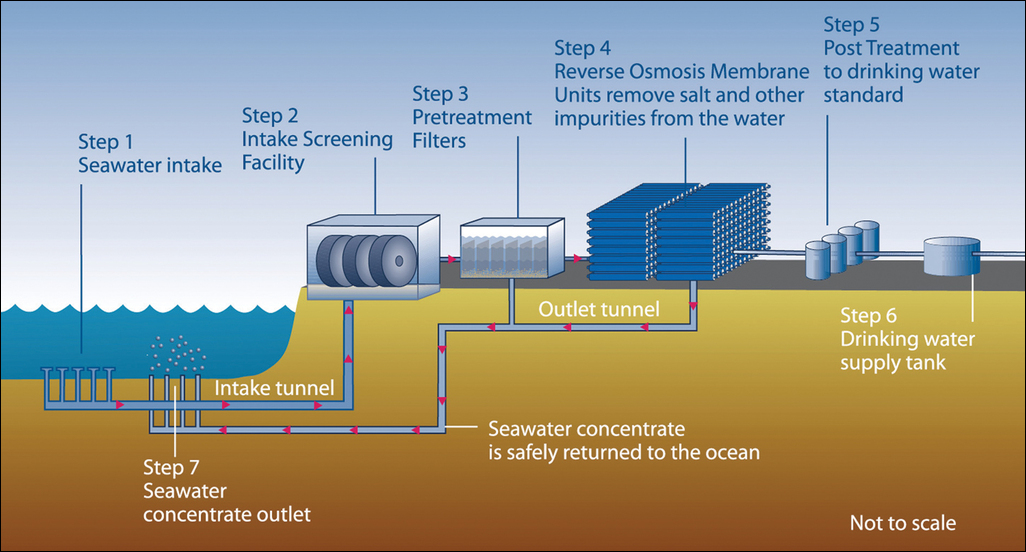 Step 1
Seawater intake
Step 2
Intake Screening
Facility
Step 3
Pretreatment
Filters
Step 4
Reverse Osmosis Membrane
Units remove salt and other
impurities from the water
Step 5
Post Treatment
to drinking water
standard
Step 6
Drinking water
supply tank
Outlet tunnel
Intake tunnel
Seawater concentrate
is safely returned to the ocean
Step 7
Seawater
concentrate outlet
Not to scale